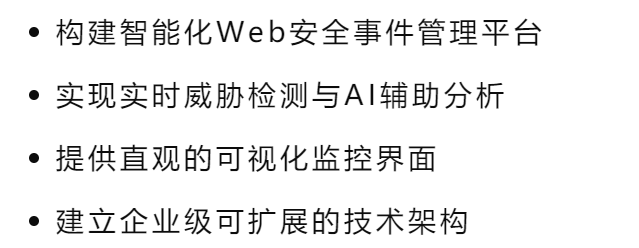 • 构建智能化Web安全事件管理平台
• 实现实时威胁检测与AI辅助分析
• 提供直观的可视化监控界面
• 建立企业级可扩展的技术架构